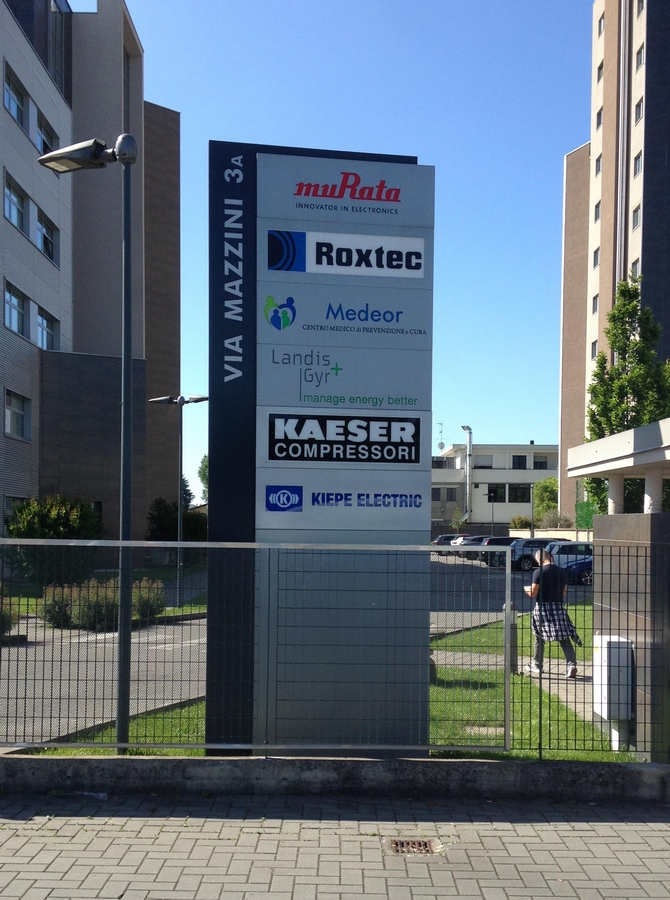 VIA MAZZINI 3A
muRata
INNOVATOR IN ELECTRONICS
Roxtec
Medeor
CENTRO MEDICO di PREVENZIONE e CURA
Landis
Gyr+
manage energy better
KAESER
COMPRESSORI
K KIEPE ELECTRIC